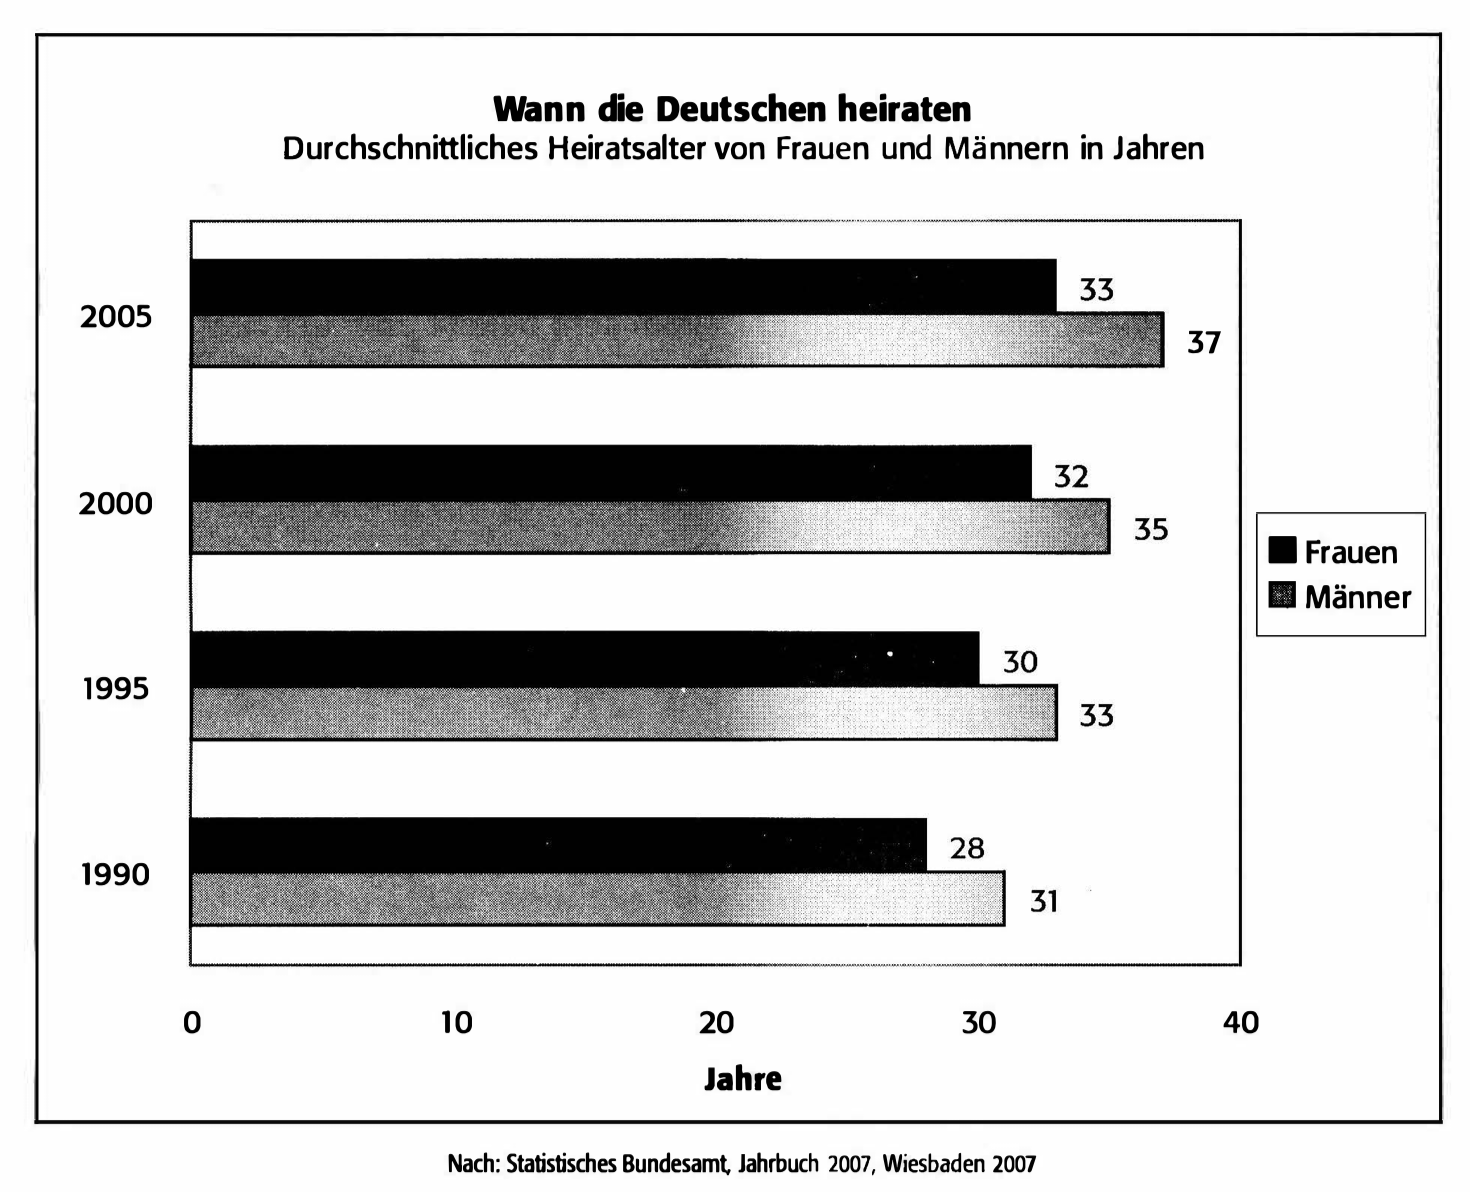 Wann die Deutschen heiraten
Durchschnittliches Heiratsalter von Frauen und Männern in Jahren
33
2005
37
32
2000
35
Frauen
Männer
30
1995
33
28
1990
31
0 10 20 30 40
Jahre
Nach: Statistisches Bundesamt, Jahrbuch 2007, Wiesbaden 2007